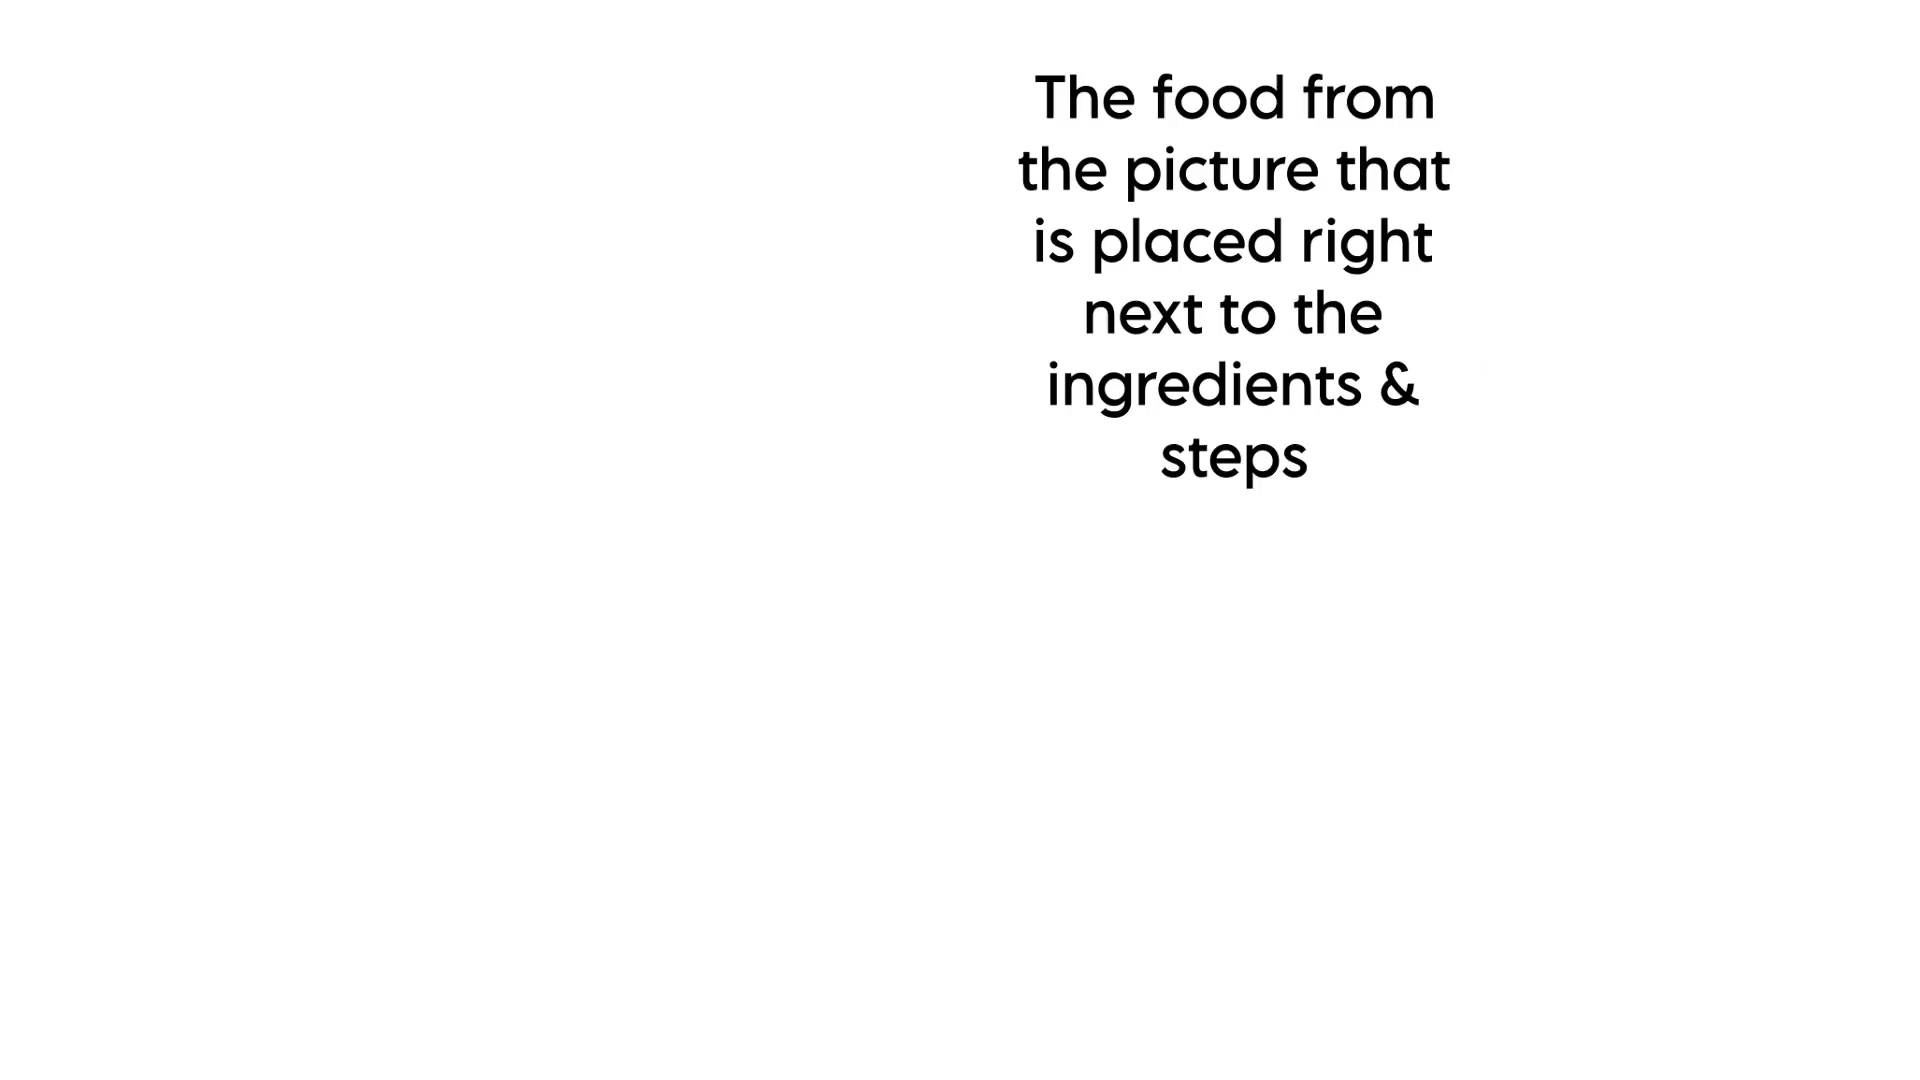 The food from
the picture that
is placed right
next to the
ingredients &
steps